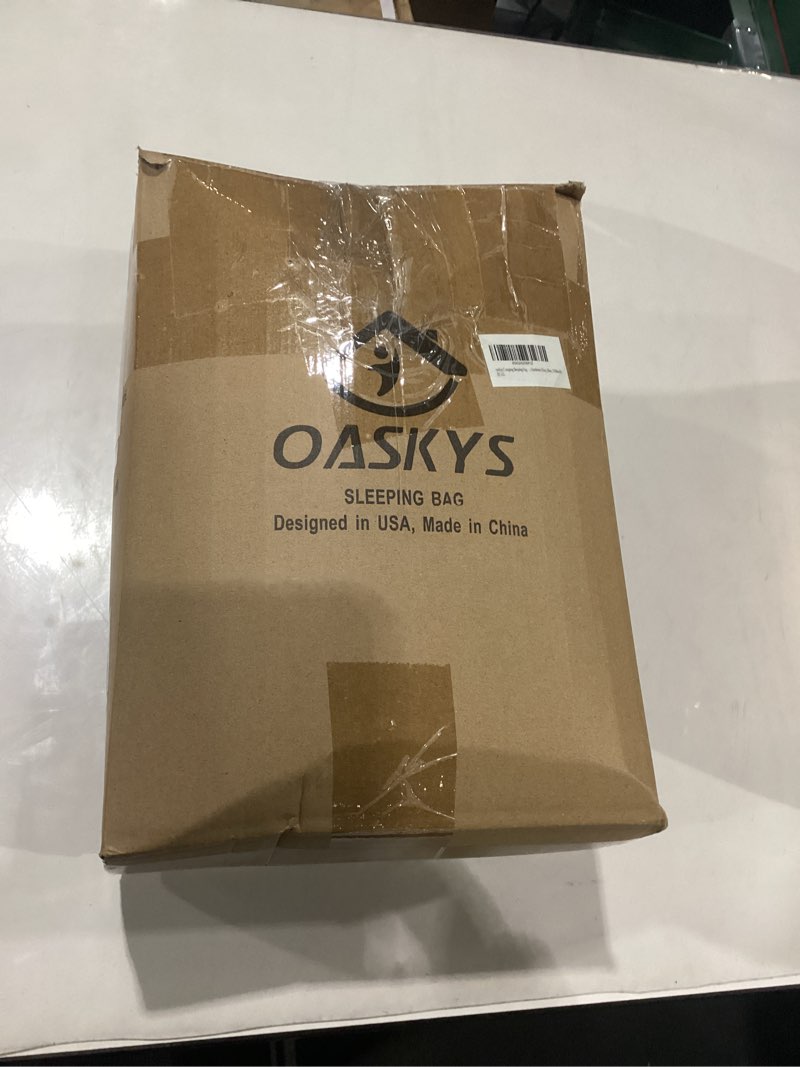 OASKYS
SLEEPING BAG
Designed in USA, Made in China